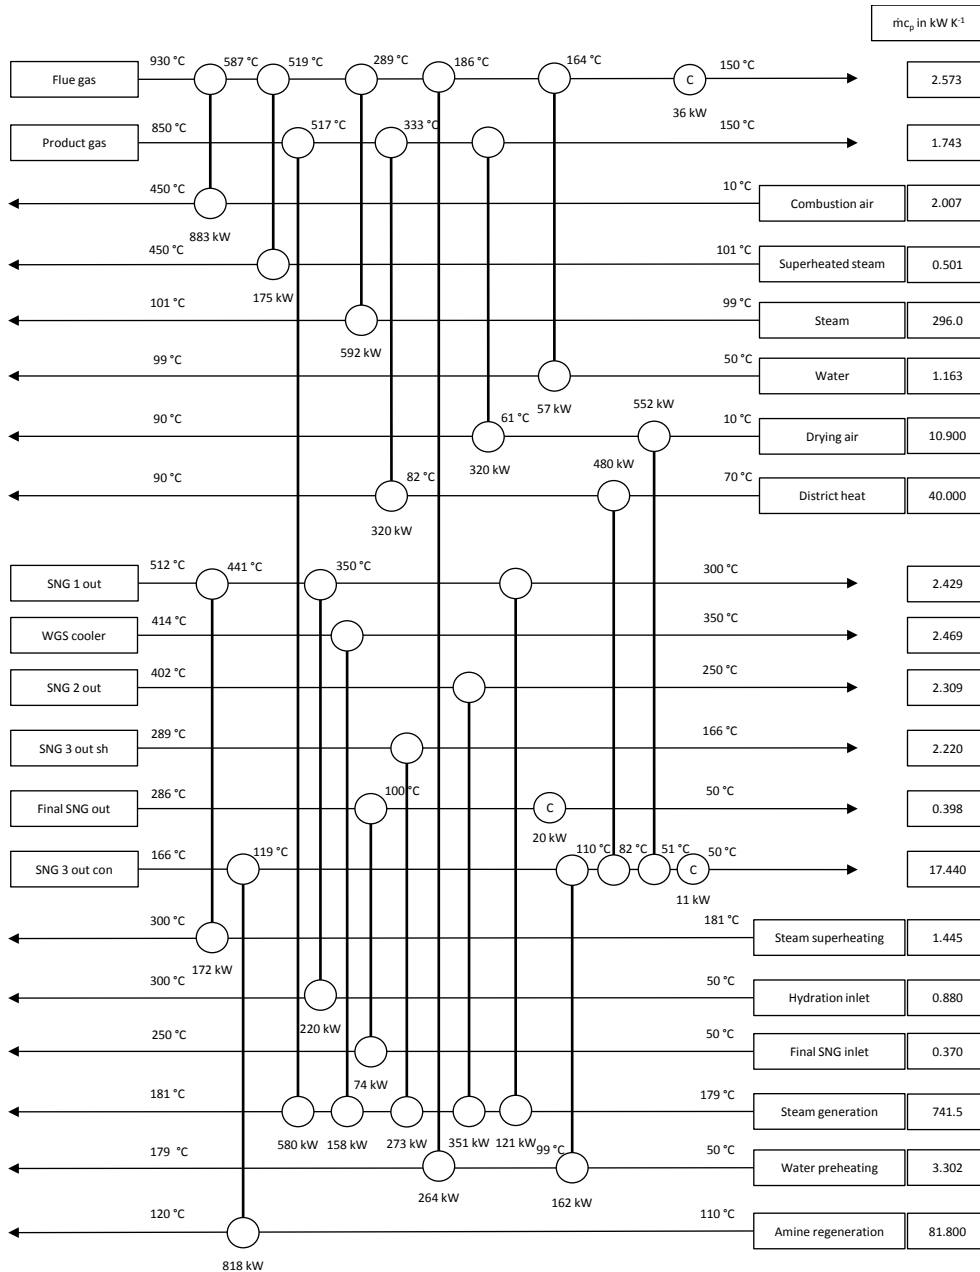 ṁcₚ in kW K⁻¹
930 °C 587 °C 519 °C 289 °C 186 °C 164 °C 150 °C
Flue gas C 2.573
36 kW
850 °C 517 °C 333 °C 150 °C
Product gas 1.743
450 °C 10 °C
Combustion air 2.007
883 kW
450 °C 101 °C
Superheated steam 0.501
175 kW
101 °C 99 °C
Steam 296.0
592 kW
99 °C 50 °C
Water 1.163
57 kW 552 kW
90 °C 61 °C 10 °C
Drying air 10.900
320 kW 480 kW
90 °C 82 °C 70 °C
District heat 40.000
320 kW
512 °C 441 °C 350 °C 300 °C
SNG 1 out 2.429
414 °C 350 °C
WGS cooler 2.469
402 °C 250 °C
SNG 2 out 2.309
289 °C 166 °C
SNG 3 out sh 2.220
286 °C 100 °C 50 °C
Final SNG out C 0.398
20 kW
166 °C 119 °C 110 °C 82 °C 51 °C 50 °C
SNG 3 out con C 17.440
11 kW
300 °C 181 °C
Steam superheating 1.445
172 kW
300 °C 50 °C
Hydration inlet 0.880
220 kW
250 °C 50 °C
Final SNG inlet 0.370
74 kW
181 °C 179 °C
Steam generation 741.5
580 kW 158 kW 273 kW 351 kW 121 kW
179 °C 99 °C 50 °C
Water preheating 3.302
264 kW 162 kW
120 °C 110 °C
Amine regeneration 81.800
818 kW